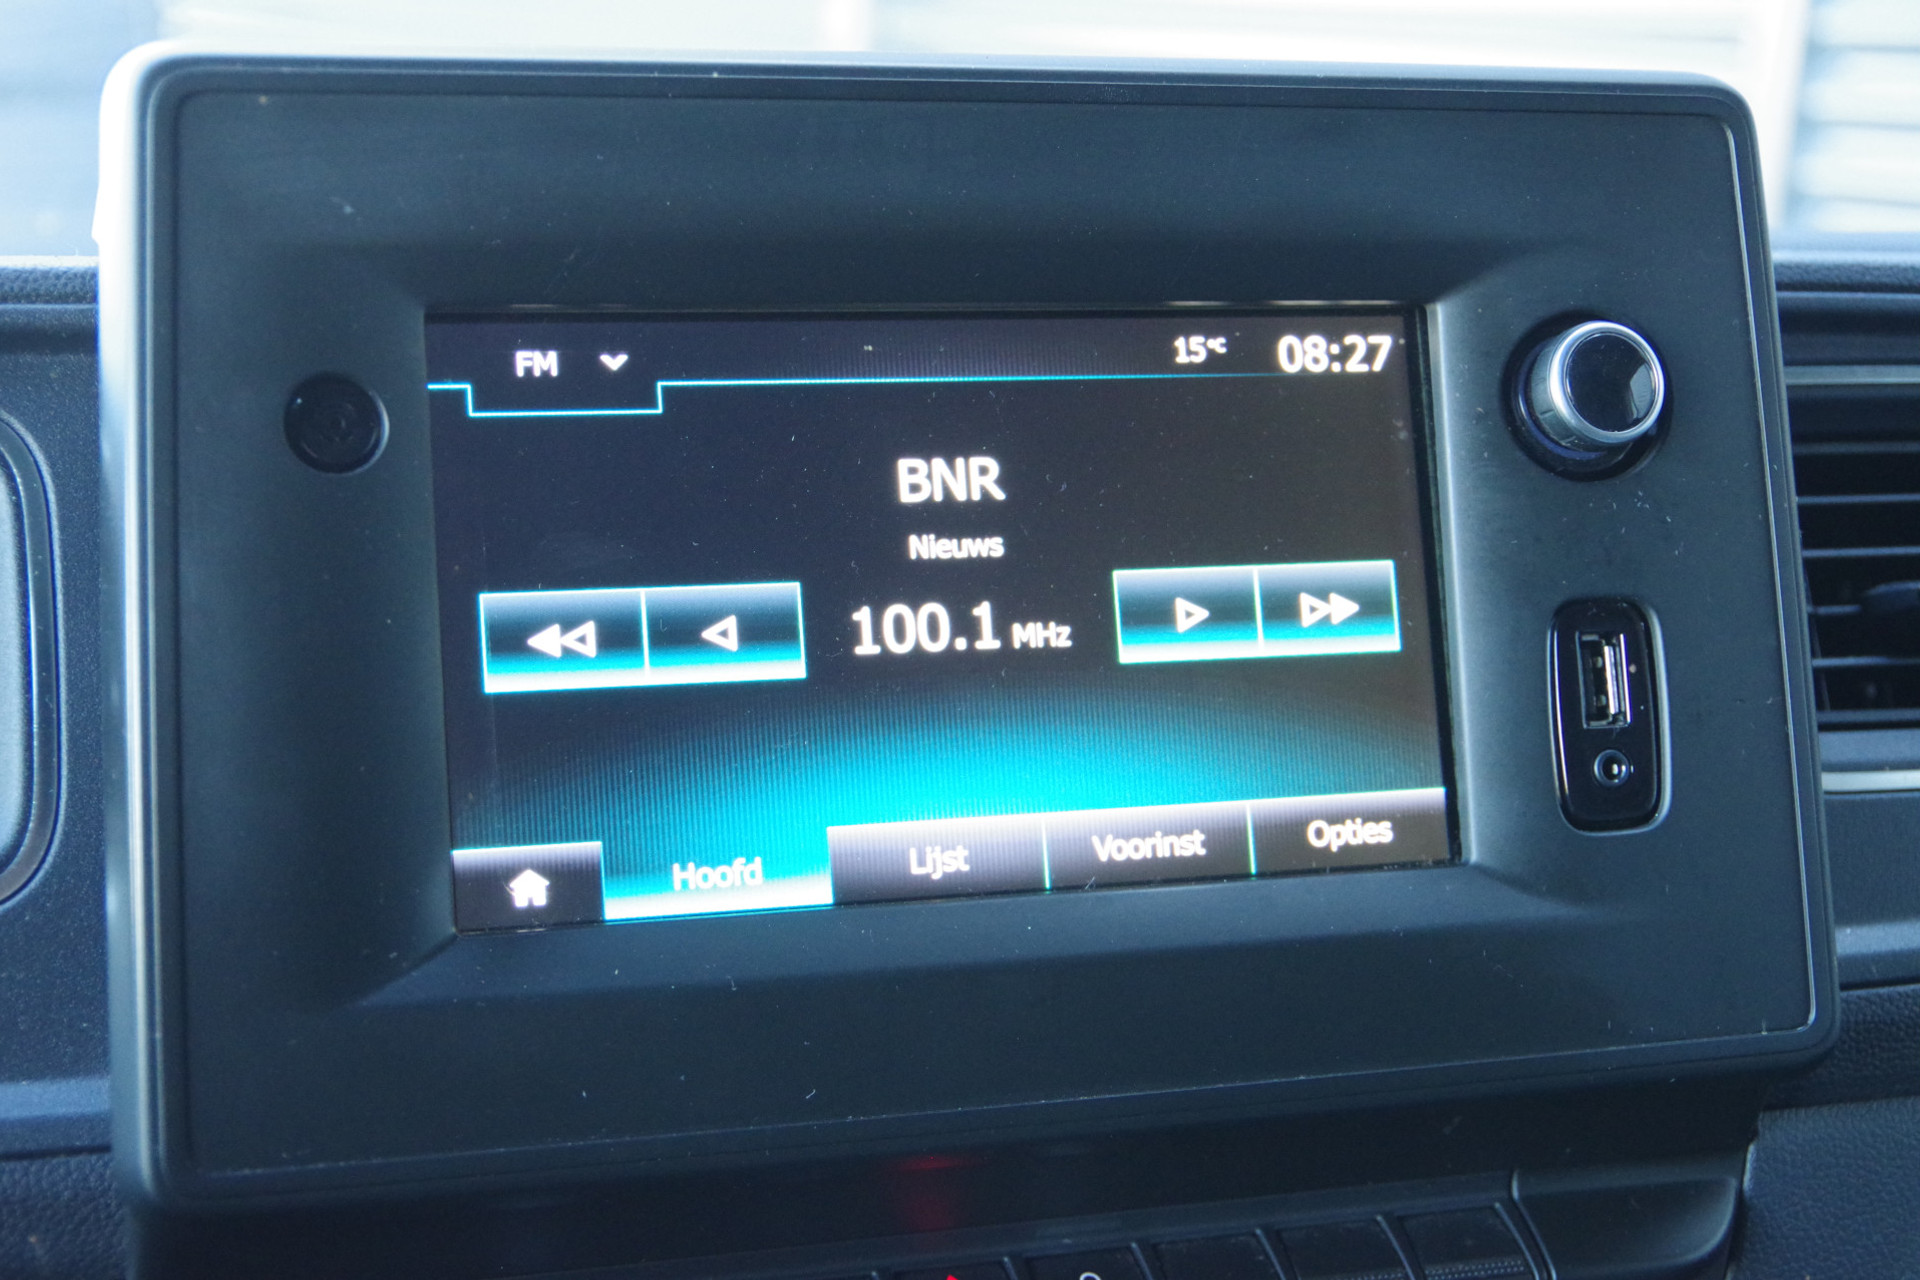 FM
15°C 08:27
BNR
Nieuws
100.1 MHz
Hoofd Lijst Voorinst Opties